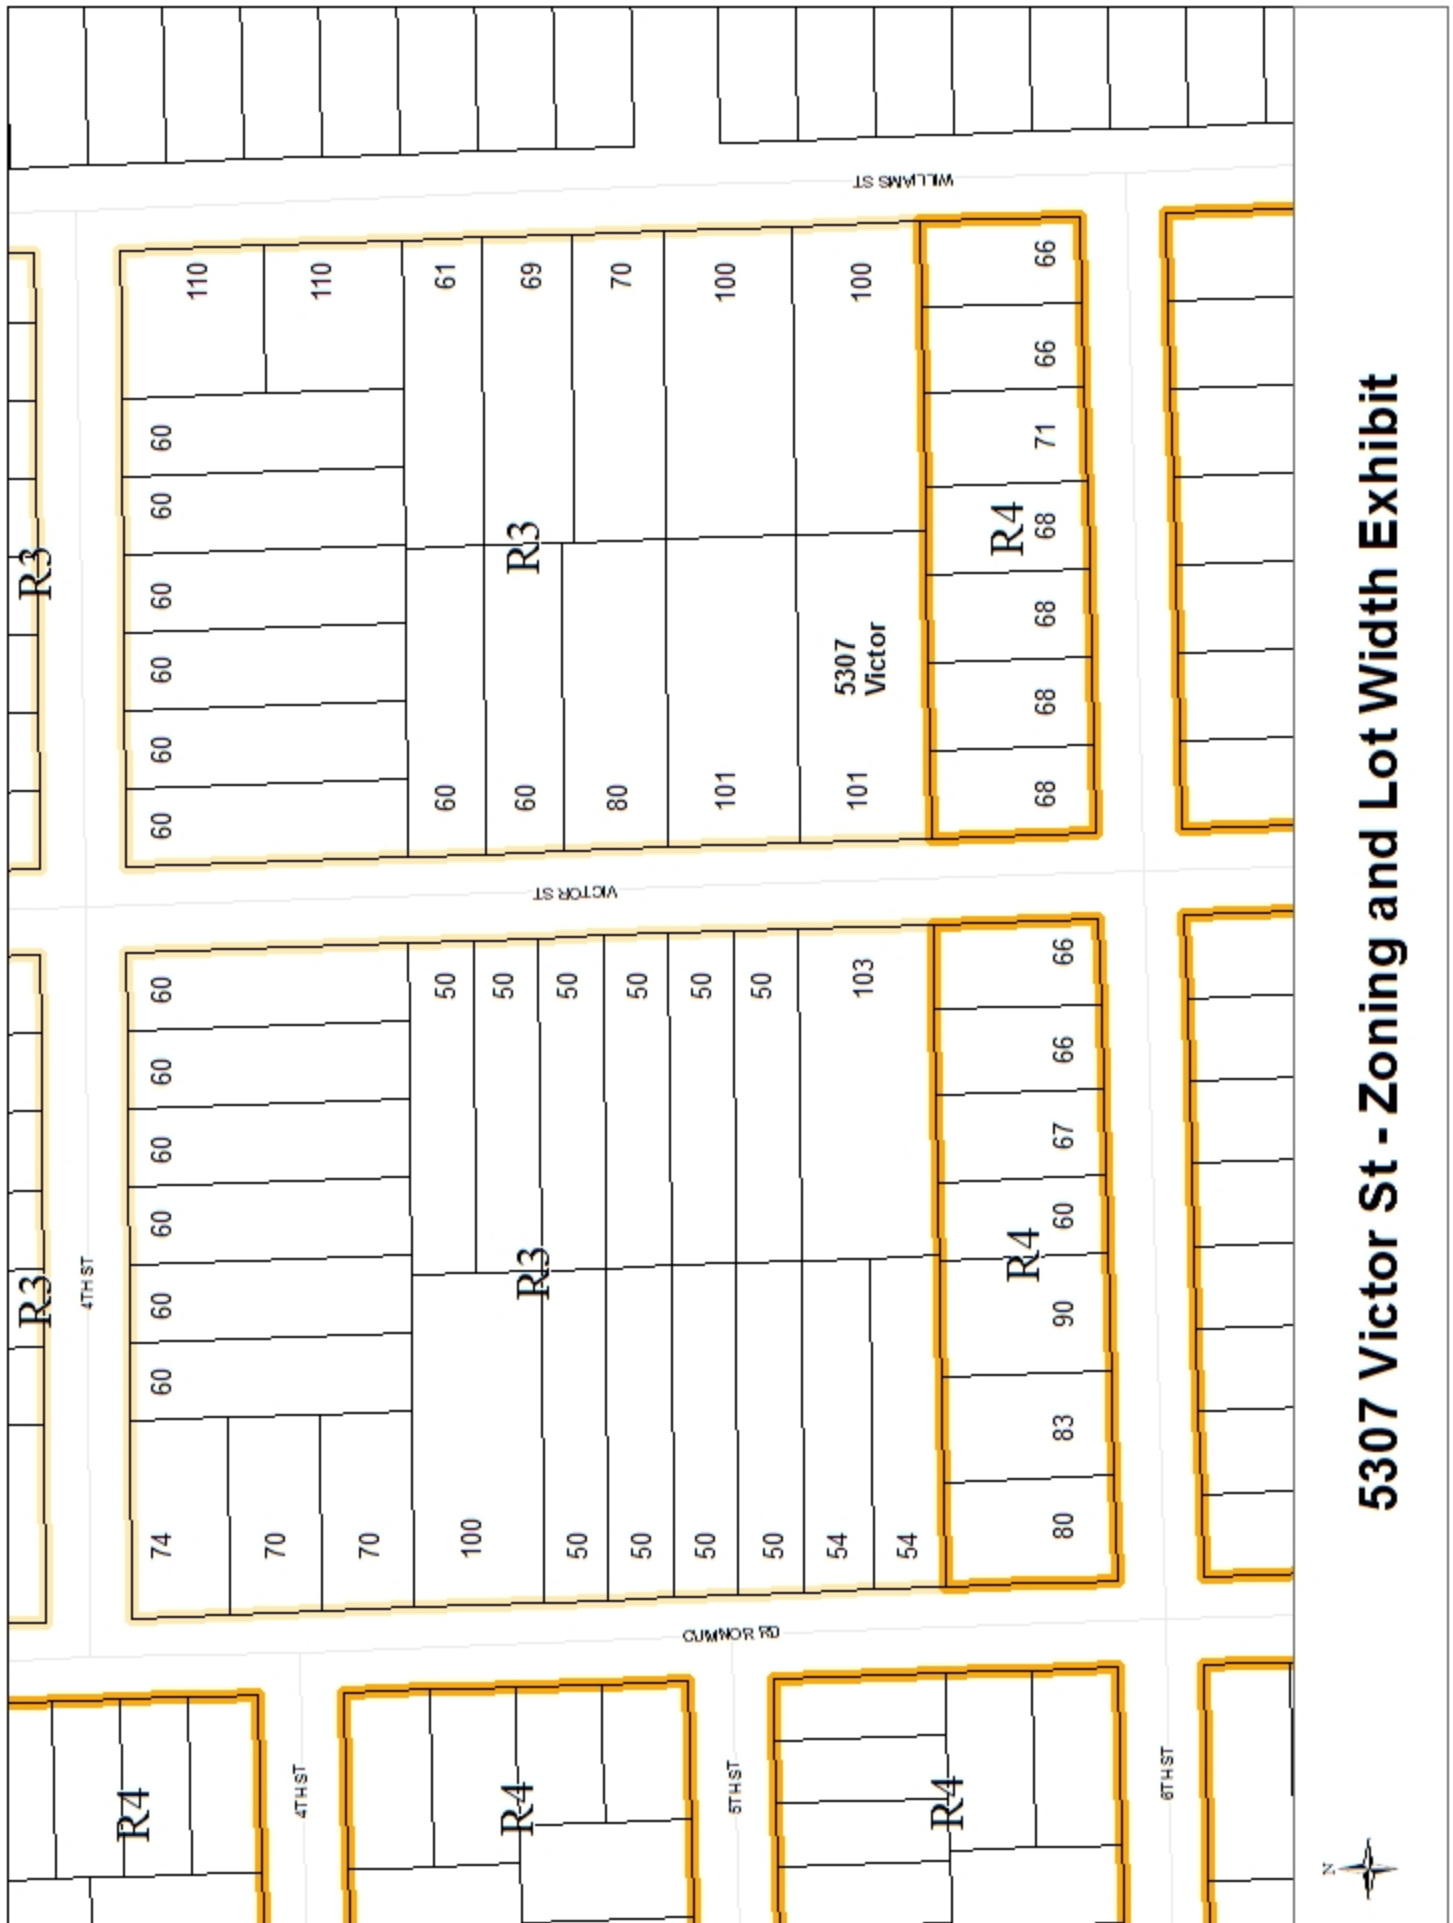 R3
R3
4TH ST
R4
74 60 60 60 60 60 60 60 60 60 60 60 60
110
70
4TH ST
110
70
50 60 61
100
50 60 69
R4 R3 R3
50 50
VICTOR ST
80 70
50 50
50 50
101 100
CUMNOR RD
5TH ST
50 50
54
5307
Victor
103 101 100
54
WILLIAMS ST
R4
R4
R4
68 68 68 68 71 66 66
80 83 90 60 67 66 66
6TH ST
N
5307 Victor St - Zoning and Lot Width Exhibit